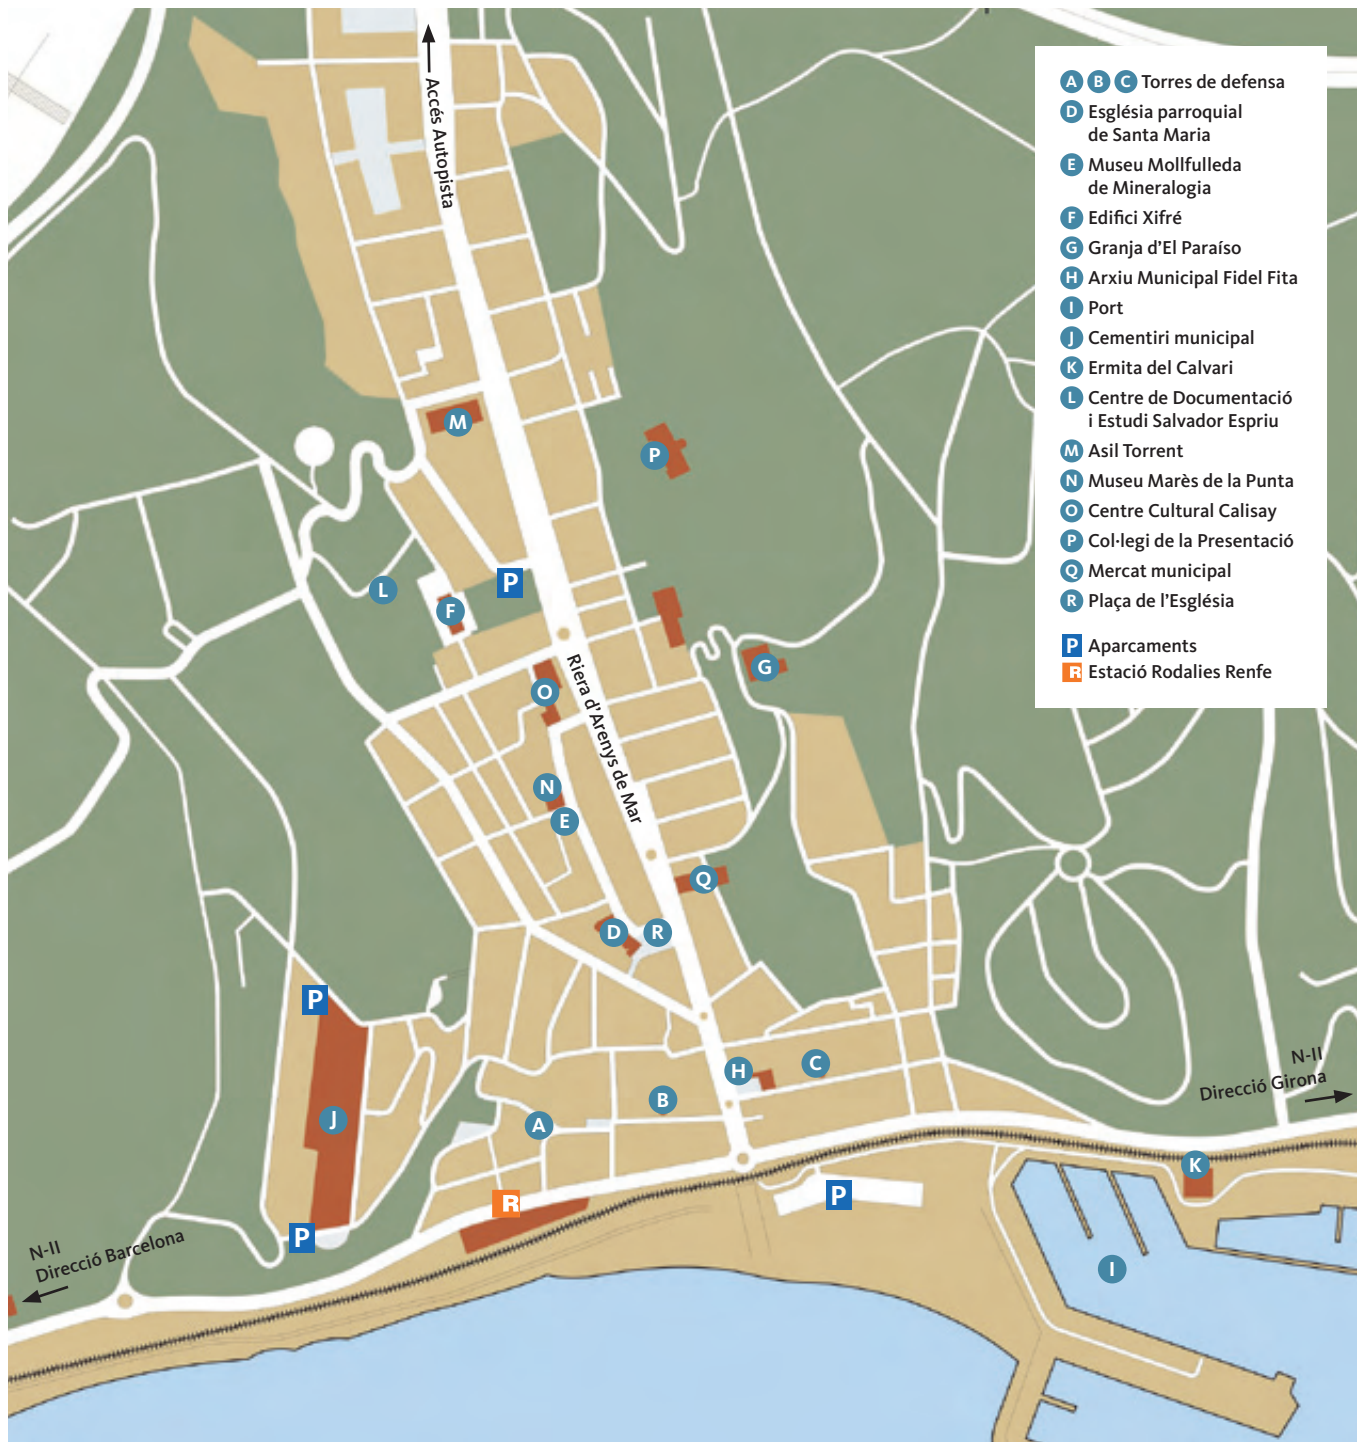 Accés Autopista
A B C Torres de defensa
D Església parroquial
de Santa Maria
E Museu Mollfulleda
de Mineralogia
F Edifici Xifré
G Granja d'El Paraíso
H Arxiu Municipal Fidel Fita
I Port
J Cementiri municipal
K Ermita del Calvari
L Centre de Documentació
i Estudi Salvador Espriu
M Asil Torrent
N Museu Marès de la Punta
O Centre Cultural Calisay
P Col·legi de la Presentació
Q Mercat municipal
R Plaça de l'Església
P Aparcaments
R Estació Rodalies Renfe
M
P
P
L
F
G
O
Riera d'Arenys de Mar
N
E
Q
D
R
P
H
C
B
A
J
N-II
Direcció Girona
K
R
P
P
N-II
Direcció Barcelona
I